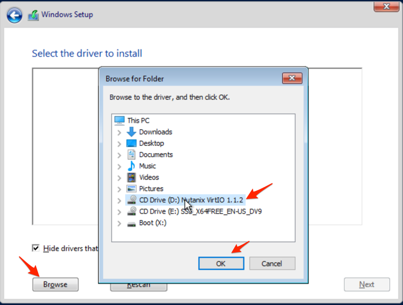 Windows Setup
Select the driver to install
Browse for Folder
Browse to the driver, and then click OK.
This PC
Downloads
Desktop
Documents
Music
Videos
Pictures
CD Drive (D:) Nutanix VirtIO 1.1.2
CD Drive (E:) SSS_X64FREE_EN-US_DV9
Boot (X:)
Hide drivers that
OK
Cancel
Browse
Rescan
Next